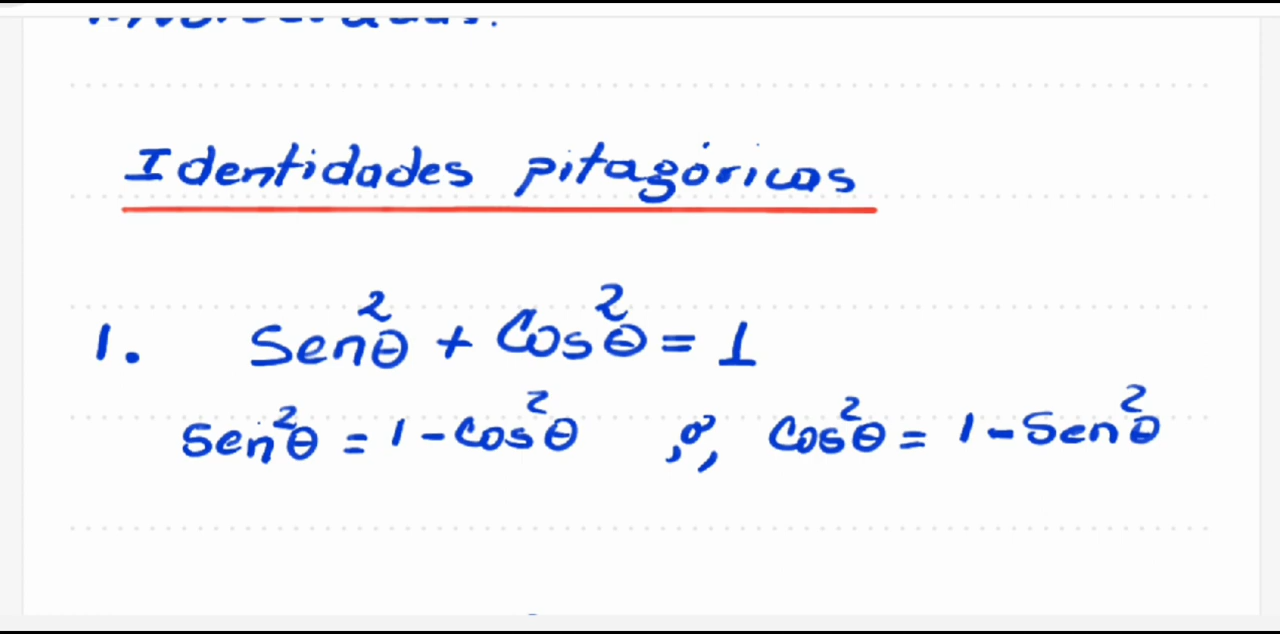 Identidades pitagóricas
1. Sen²θ + Cos²θ = 1
Sen²θ = 1 - Cos²θ ,ó, Cos²θ = 1 - Sen²θ